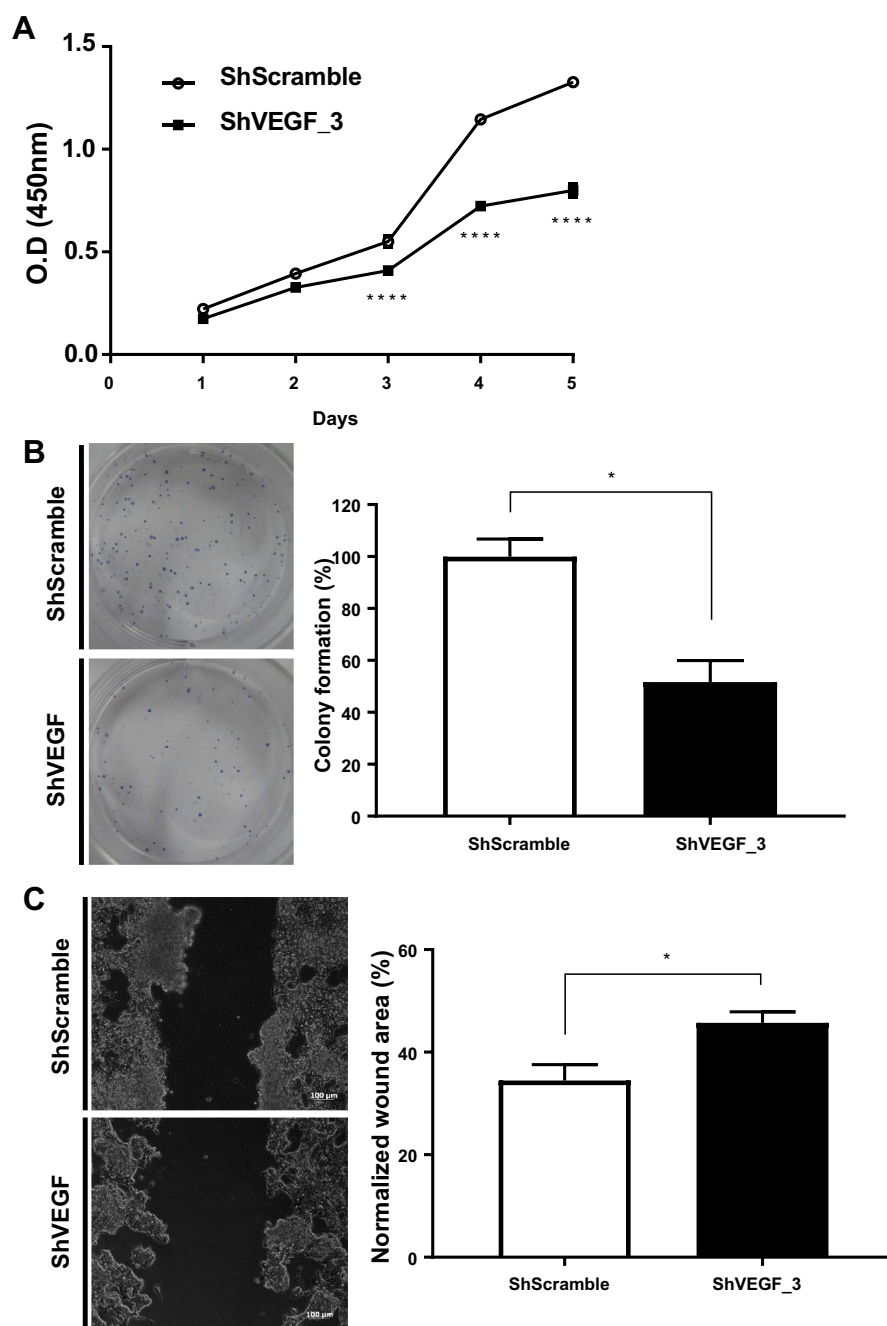 A
1.5
1.0
0.5
0.0
O.D (450nm)
ShScramble
ShVEGF_3
****
****
****
0 1 2 3 4 5
Days
B
ShScramble
ShVEGF
Colony formation (%)
120
100
80
60
40
20
0
*
ShScramble ShVEGF_3
C
ShScramble
100 µm
ShVEGF
100 µm
Normalized wound area (%)
60
40
20
0
*
ShScramble ShVEGF_3